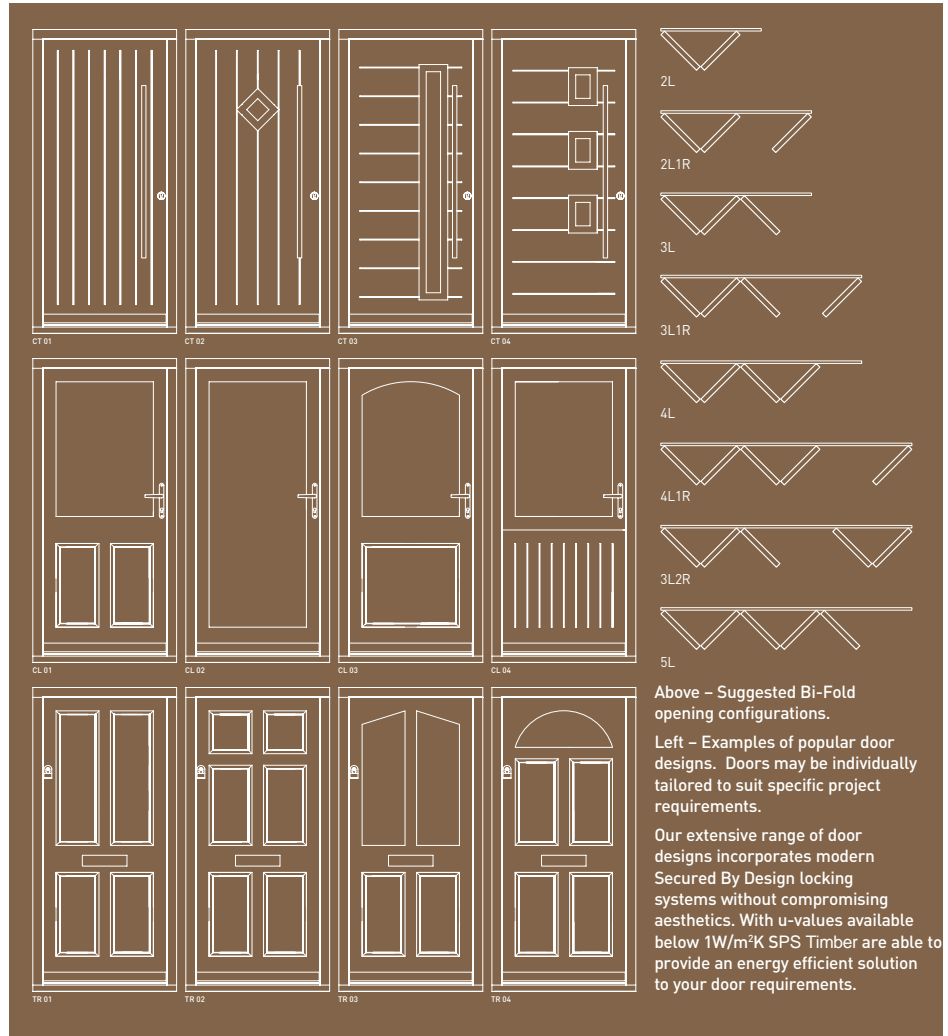 CT 01
CT 02
CT 03
CT 04
CL 01
CL 02
CL 03
CL 04
TR 01
TR 02
TR 03
TR 04
2L
2L1R
3L
3L1R
4L
4L1R
3L2R
5L
Above – Suggested Bi-Fold
opening configurations.
Left – Examples of popular door
designs. Doors may be individually
tailored to suit specific project
requirements.
Our extensive range of door
designs incorporates modern
Secured By Design locking
systems without compromising
aesthetics. With u-values available
below 1W/m²K SPS Timber are able to
provide an energy efficient solution
to your door requirements.